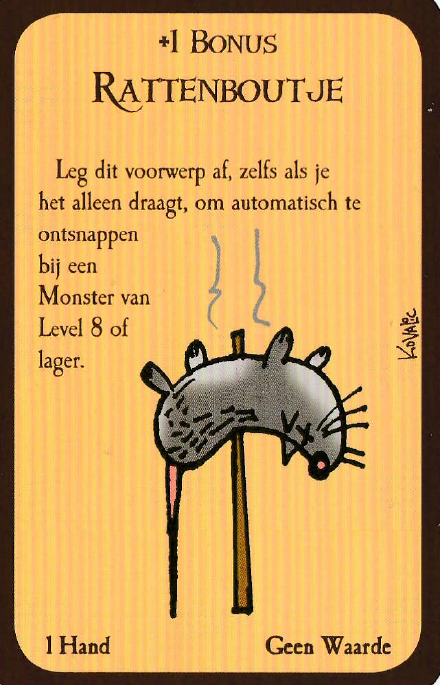 +1 Bonus
Rattenboutje
Leg dit voorwerp af, zelfs als je
het alleen draagt, om automatisch te
ontsnappen
bij een
Monster van
Level 8 of
lager.
Kovalic
1 Hand
Geen Waarde